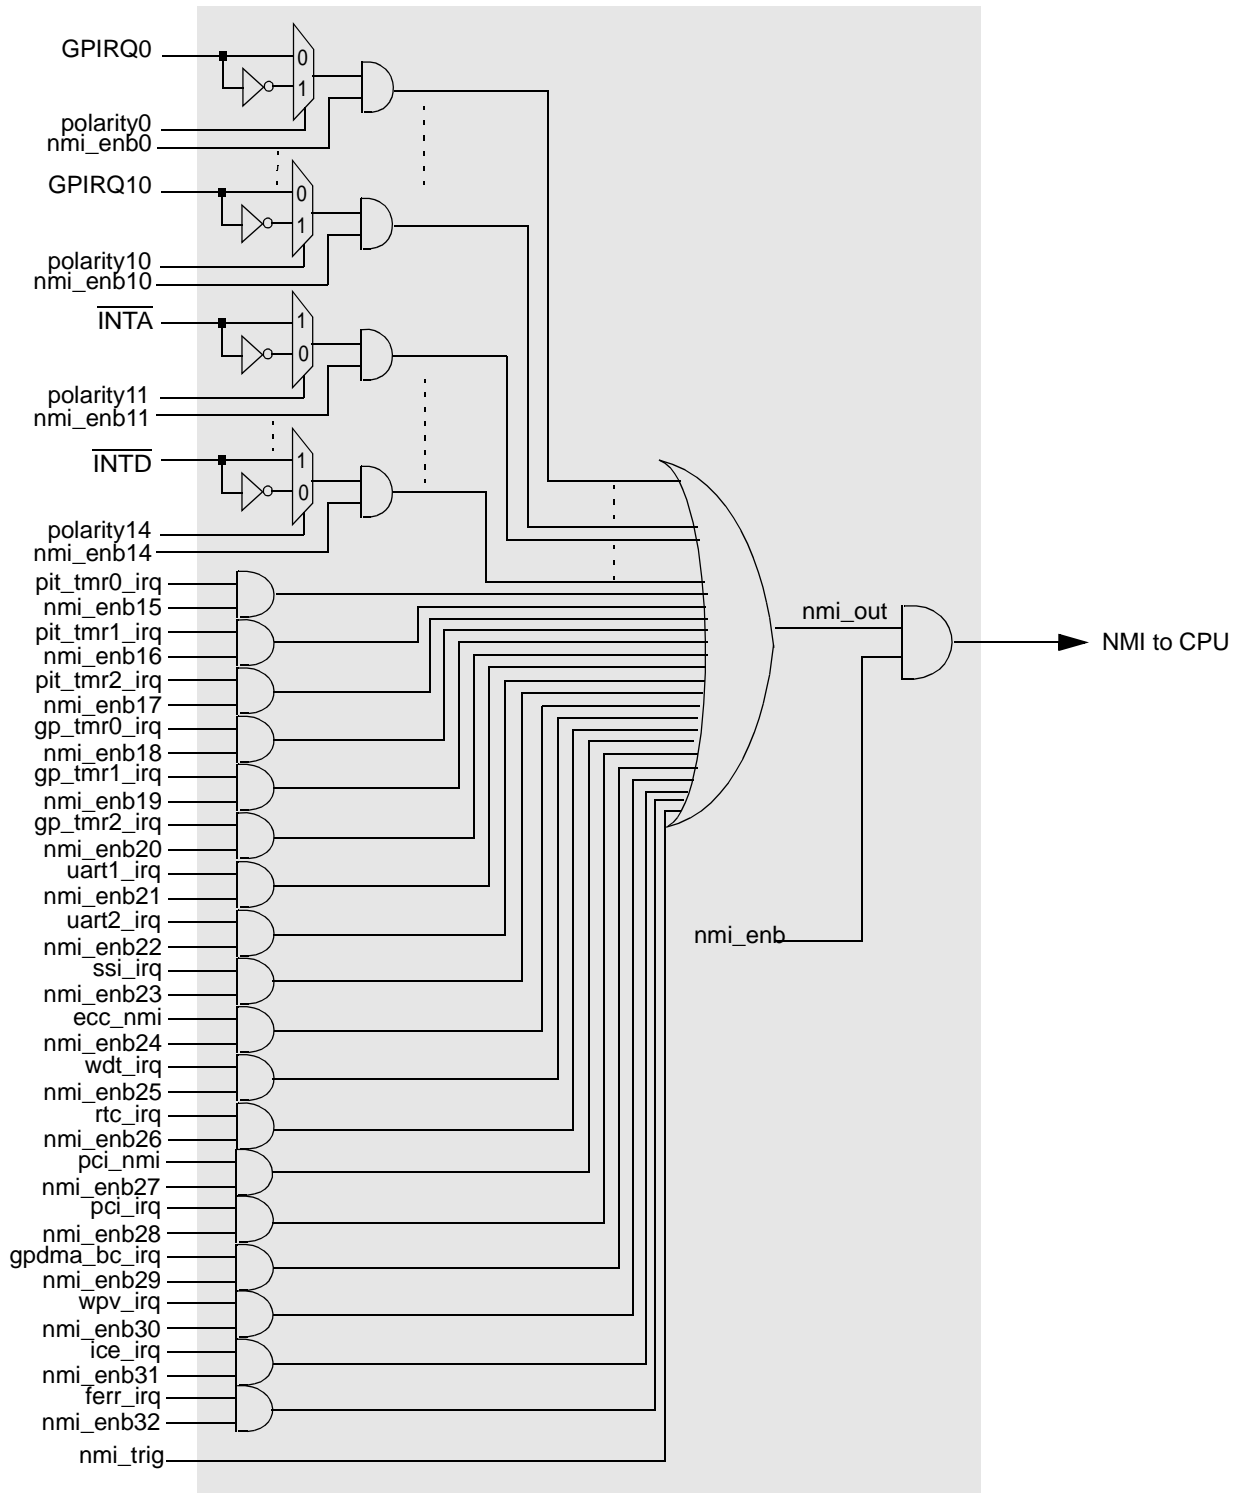 GPIRQ0
0
1
polarity0
nmi_enb0
GPIRQ10
0
1
polarity10
nmi_enb10
INTA
1
0
polarity11
nmi_enb11
INTD
1
0
polarity14
nmi_enb14
pit_tmr0_irq
nmi_enb15
pit_tmr1_irq
nmi_enb16
pit_tmr2_irq
nmi_enb17
gp_tmr0_irq
nmi_enb18
gp_tmr1_irq
nmi_enb19
gp_tmr2_irq
nmi_enb20
uart1_irq
nmi_enb21
uart2_irq
nmi_enb22
ssi_irq
nmi_enb23
ecc_nmi
nmi_enb24
wdt_irq
nmi_enb25
rtc_irq
nmi_enb26
pci_nmi
nmi_enb27
pci_irq
nmi_enb28
gpdma_bc_irq
nmi_enb29
wpv_irq
nmi_enb30
ice_irq
nmi_enb31
ferr_irq
nmi_enb32
nmi_trig
nmi_out
nmi_enb
NMI to CPU